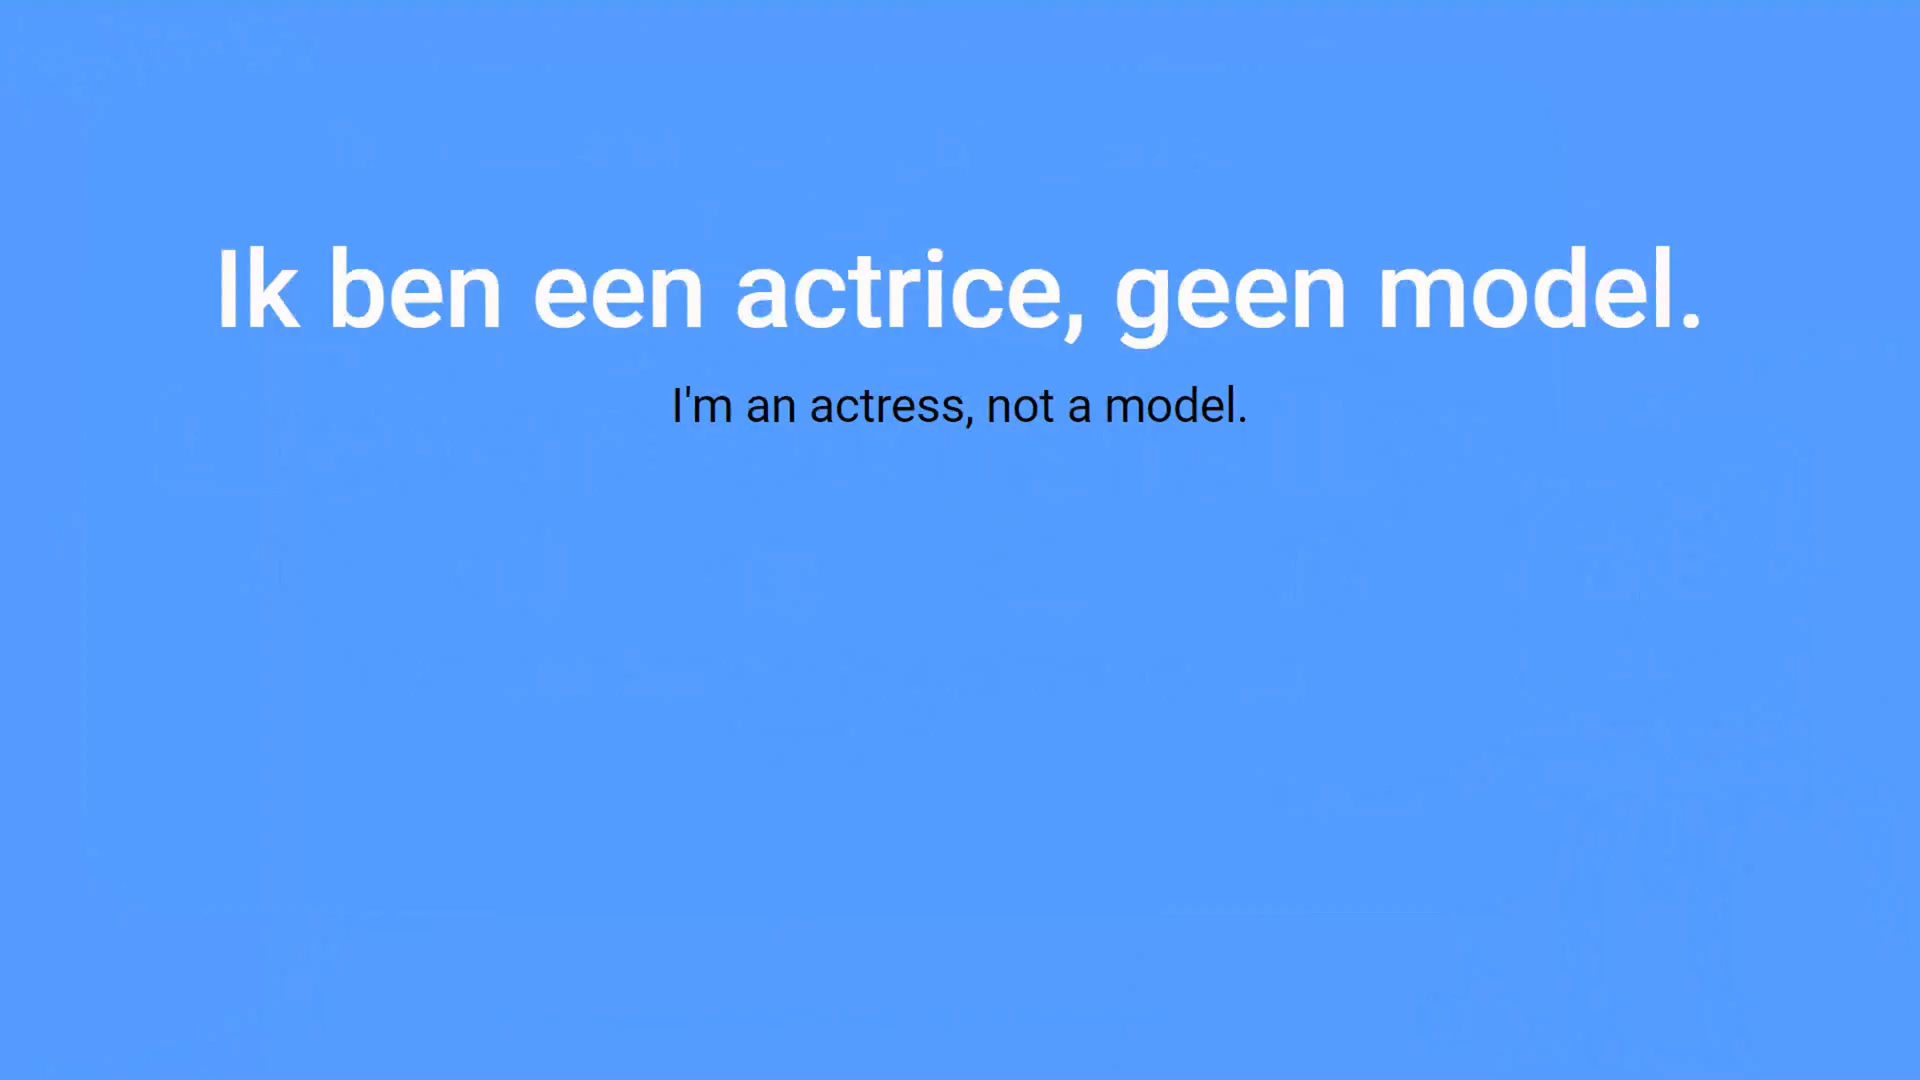 Ik ben een actrice, geen model.
I'm an actress, not a model.